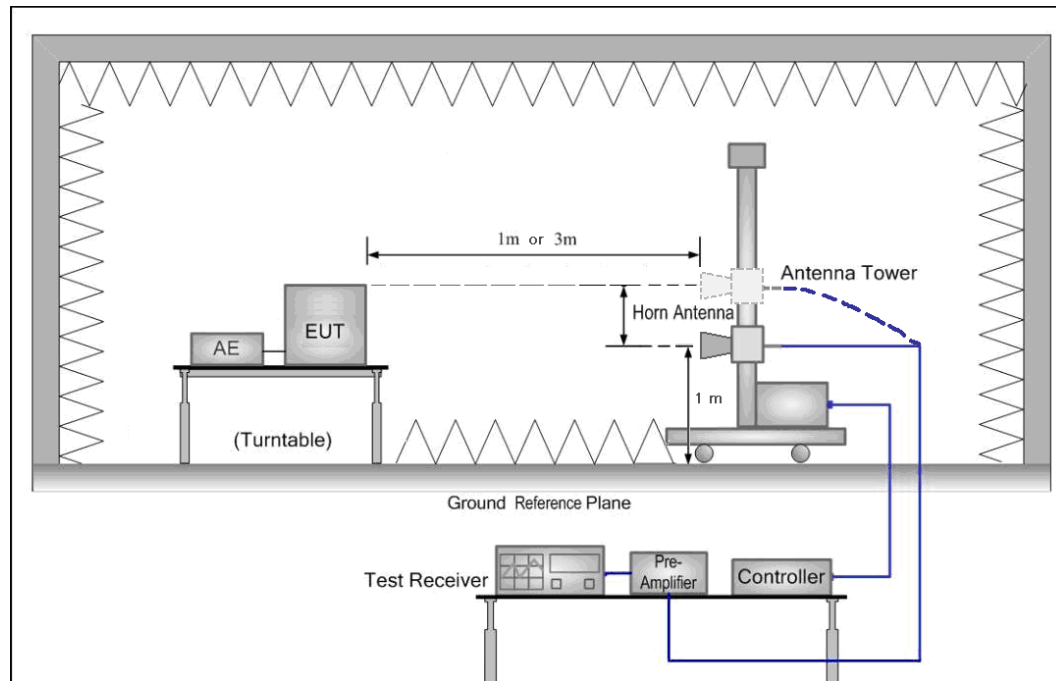 1m or 3m
Antenna Tower
Horn Antenna
EUT
AE
1 m
(Turntable)
Ground Reference Plane
Test Receiver
Pre-
Amplifier
Controller